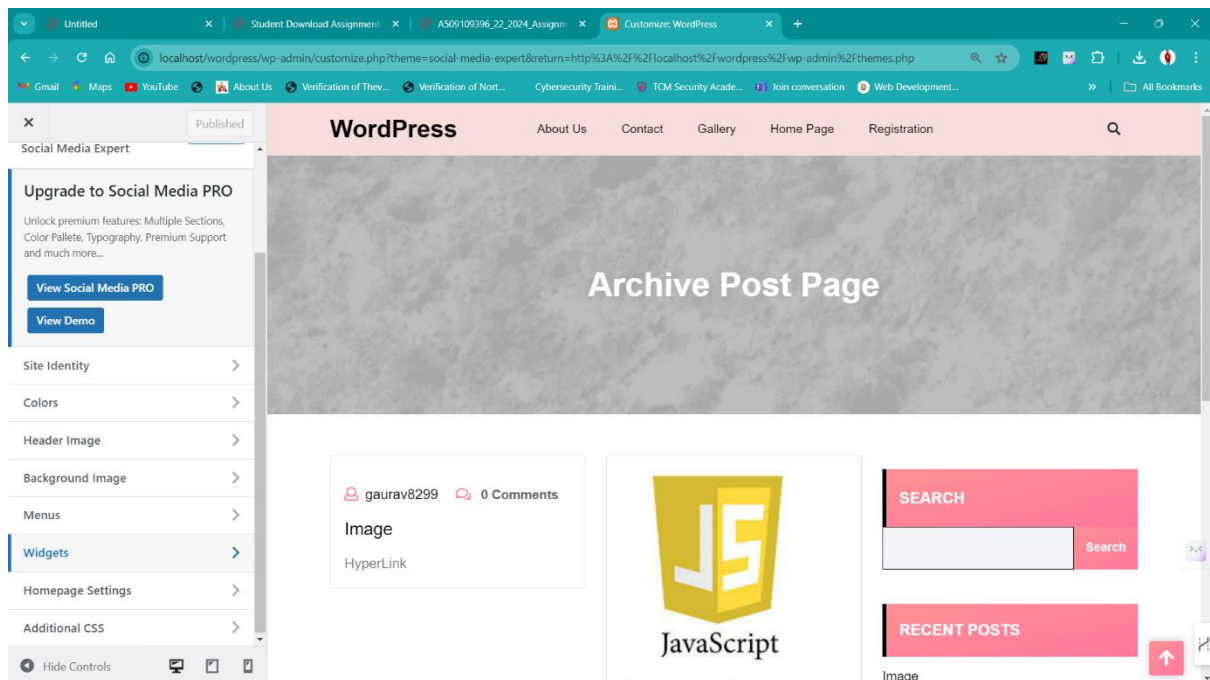 Untitled
Student Download Assignment
A509109396_22_2024_Assignm
Customize: WordPress
localhost/wordpress/wp-admin/customize.php?theme=social-media-expert&return=http%3A%2F%2Flocalhost%2Fwordpress%2Fwp-admin%2Fthemes.php
Gmail Maps YouTube About Us Verification of Thev... Verification of Nort... Cybersecurity Traini... TCM Security Acade... Join conversation Web Development... » All Bookmarks
Published
Social Media Expert
Upgrade to Social Media PRO
Unlock premium features: Multiple Sections,
Color Pallete, Typography, Premium Support
and much more...
View Social Media PRO
View Demo
Site Identity
Colors
Header Image
Background Image
Menus
Widgets
Homepage Settings
Additional CSS
Hide Controls
WordPress About Us Contact Gallery Home Page Registration
Archive Post Page
gaurav8299 0 Comments
Image
HyperLink
JS
JavaScript
SEARCH
Search
RECENT POSTS
Image